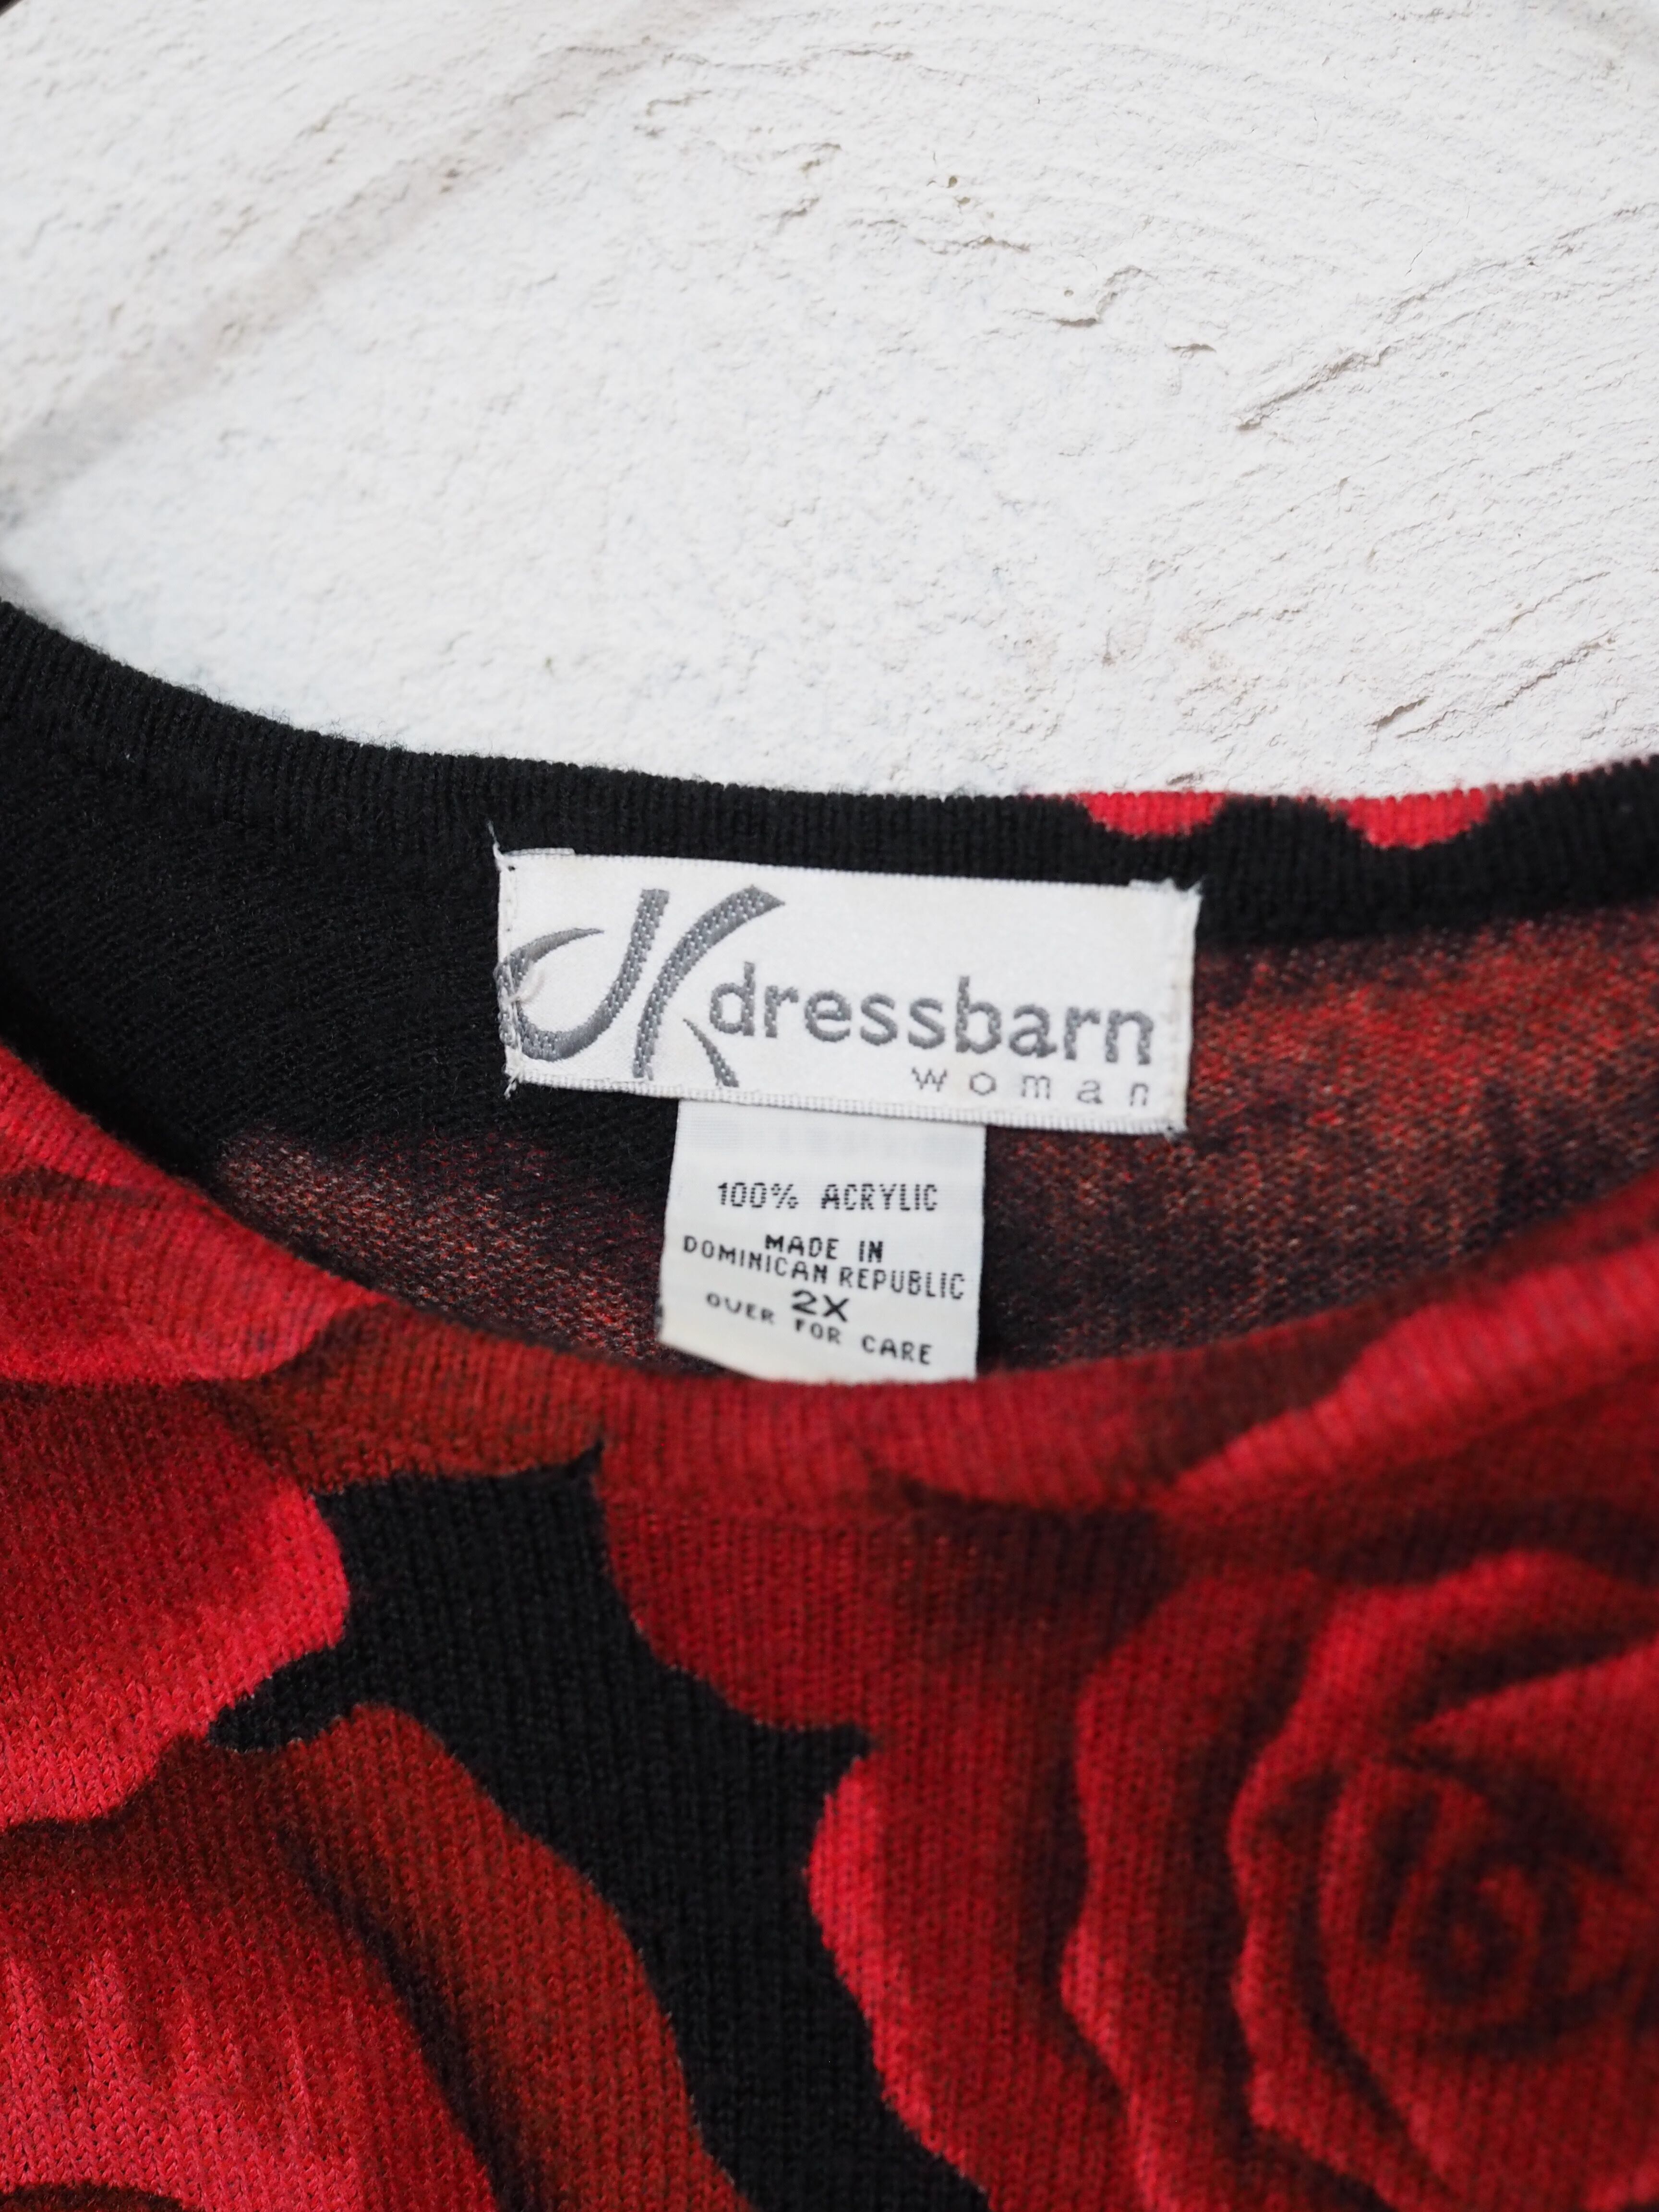 dressbarn
woman
100% ACRYLIC
MADE IN
DOMINICAN REPUBLIC
2X
OVER FOR CARE